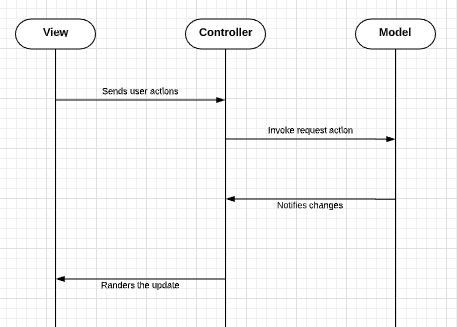 View
Controller
Model
Sends user actions
Invoke request action
Notifies changes
Randers the update